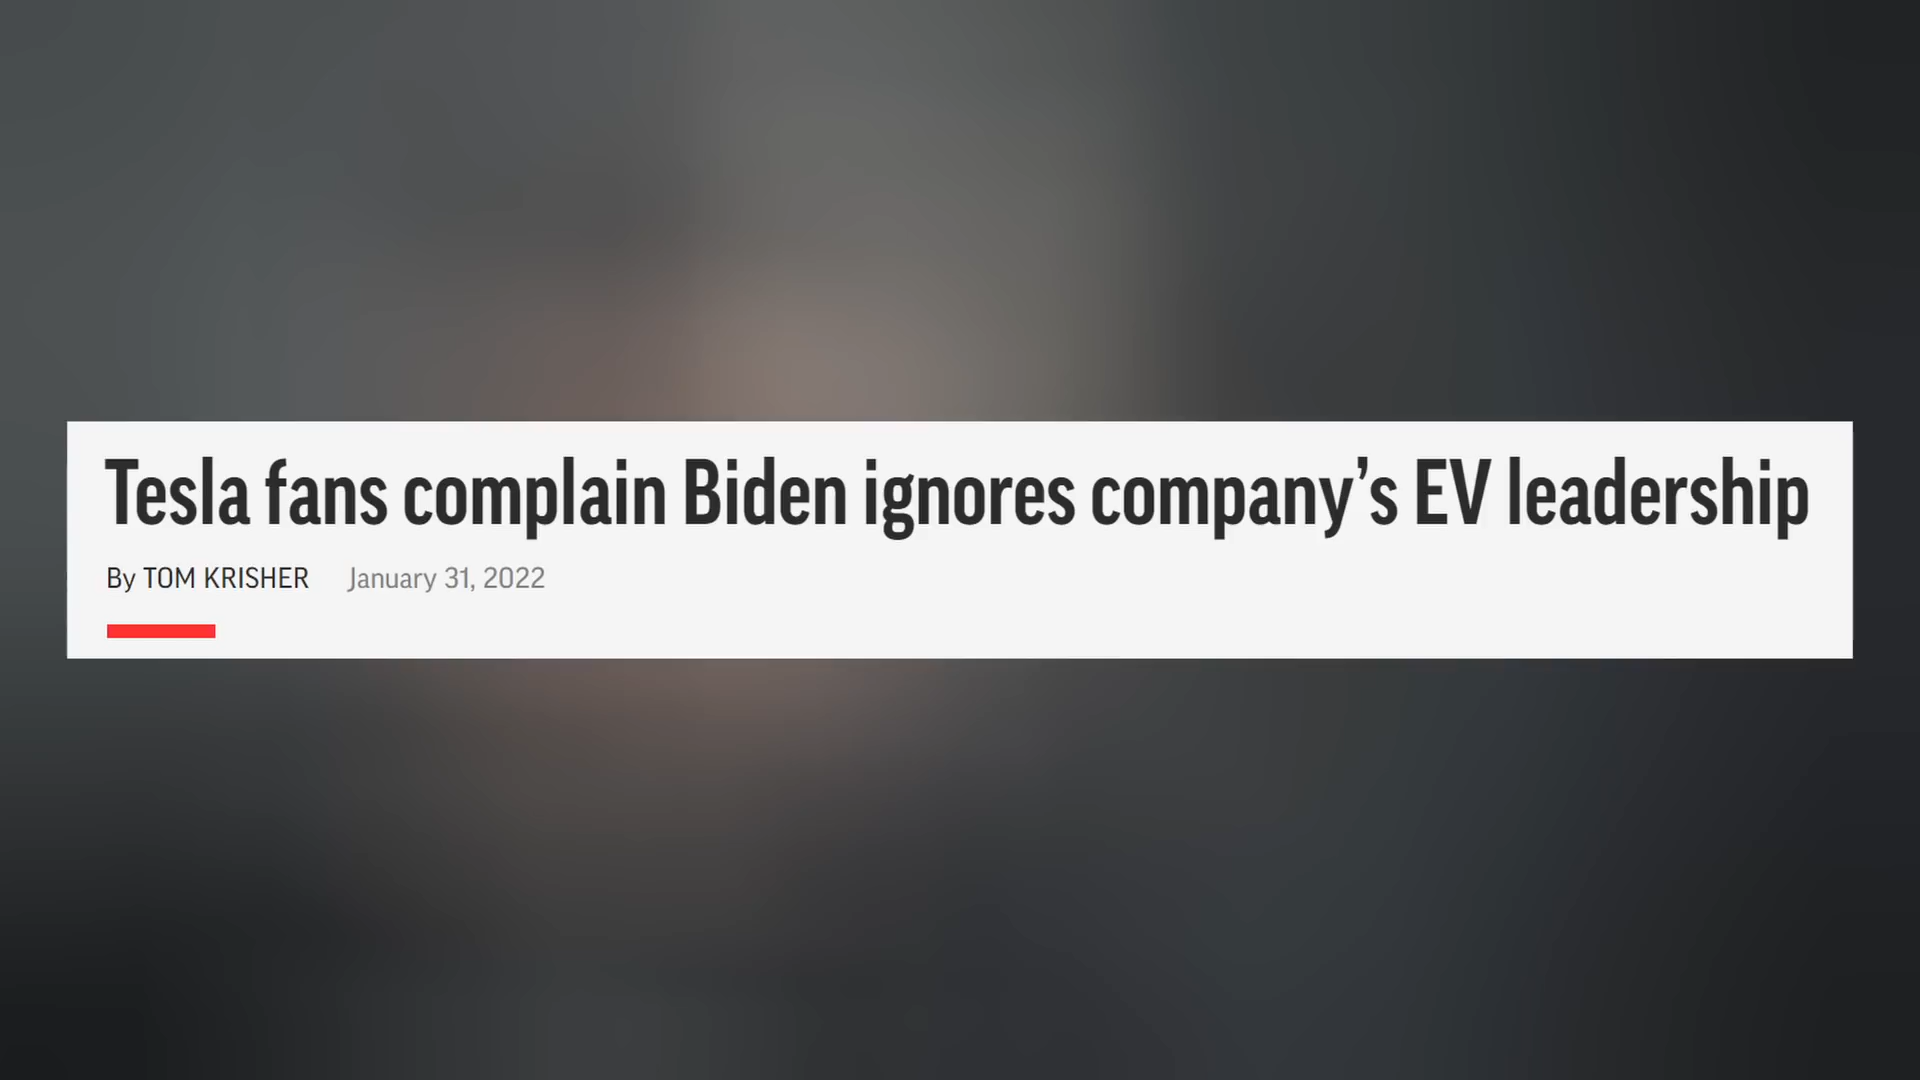 Tesla fans complain Biden ignores company’s EV leadership
By TOM KRISHER January 31, 2022